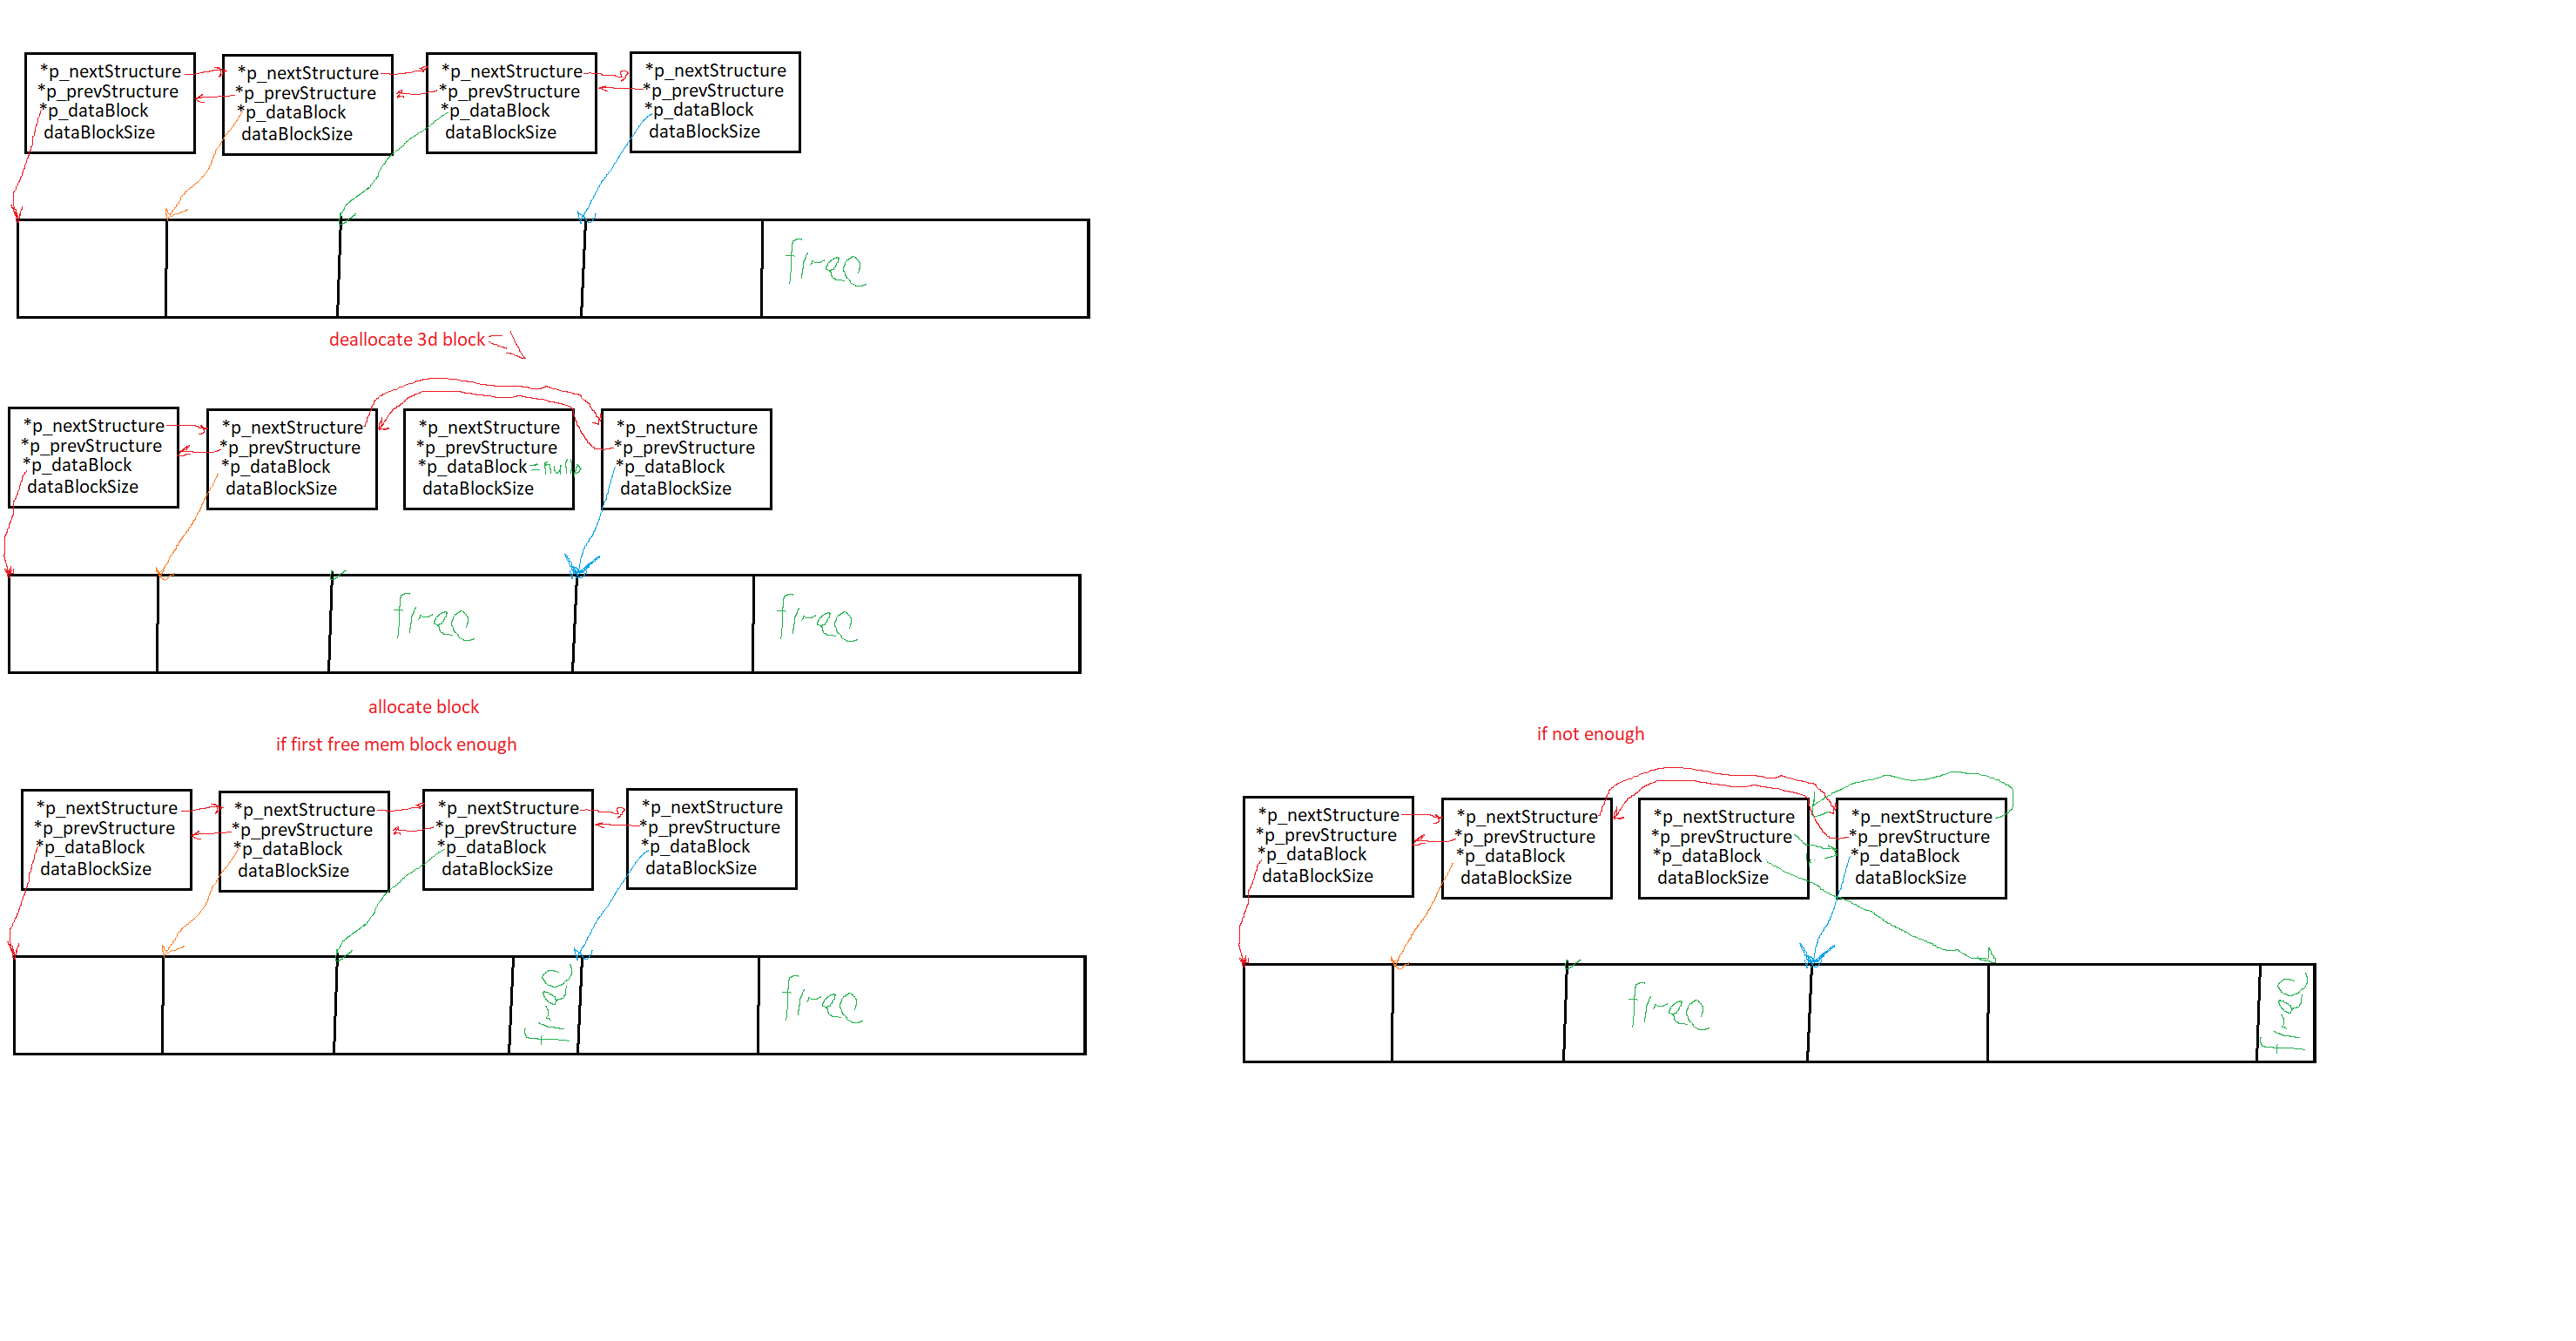 *p_nextStructure
*p_prevStructure
*p_dataBlock
dataBlockSize
*p_nextStructure
*p_prevStructure
*p_dataBlock
dataBlockSize
*p_nextStructure
*p_prevStructure
*p_dataBlock
dataBlockSize
*p_nextStructure
*p_prevStructure
*p_dataBlock
dataBlockSize
free
deallocate 3d block
*p_nextStructure
*p_prevStructure
*p_dataBlock
dataBlockSize
*p_nextStructure
*p_prevStructure
*p_dataBlock
dataBlockSize
*p_nextStructure
*p_prevStructure
*p_dataBlock =
dataBlockSize
*p_nextStructure
*p_prevStructure
*p_dataBlock
dataBlockSize
free
free
allocate block
if first free mem block enough
*p_nextStructure
*p_prevStructure
*p_dataBlock
dataBlockSize
*p_nextStructure
*p_prevStructure
*p_dataBlock
dataBlockSize
*p_nextStructure
*p_prevStructure
*p_dataBlock
dataBlockSize
*p_nextStructure
*p_prevStructure
*p_dataBlock
dataBlockSize
free
free
if not enough
*p_nextStructure
*p_prevStructure
*p_dataBlock
dataBlockSize
*p_nextStructure
*p_prevStructure
*p_dataBlock
dataBlockSize
*p_nextStructure
*p_prevStructure
*p_dataBlock
dataBlockSize
*p_nextStructure
*p_prevStructure
*p_dataBlock
dataBlockSize
free
free